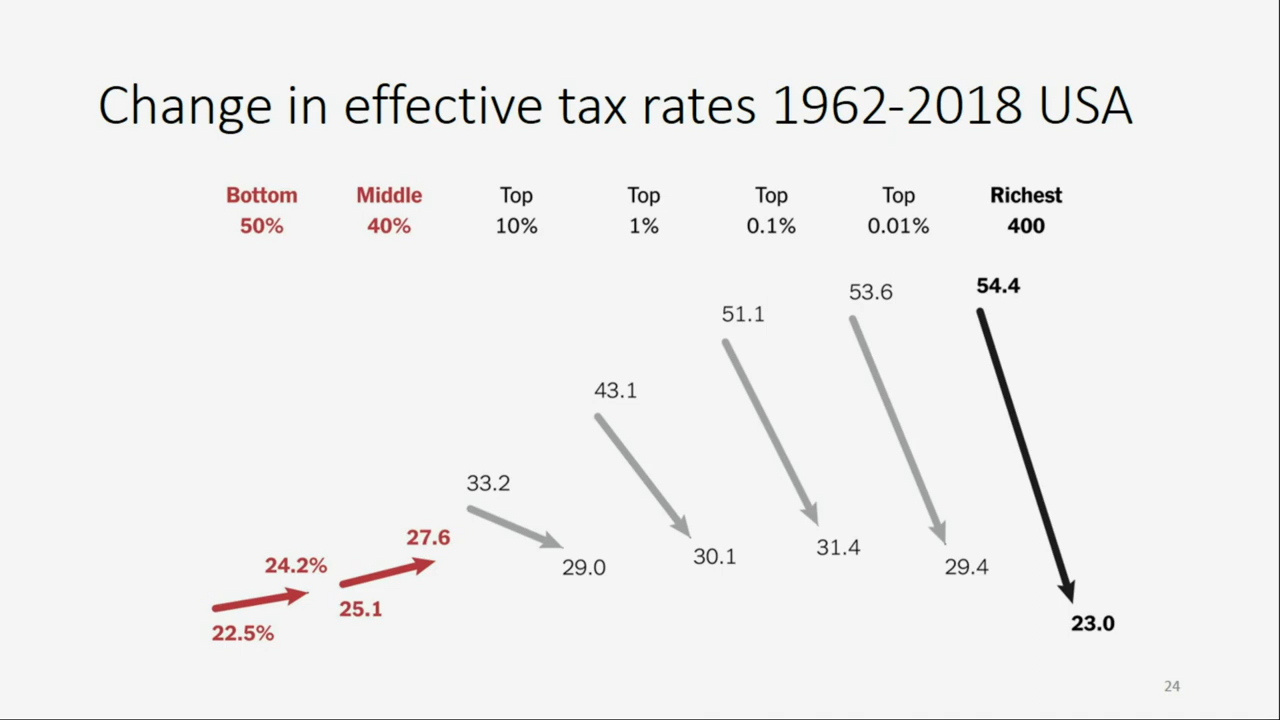 Change in effective tax rates 1962-2018 USA
Bottom 50%
Middle 40%
Top 10%
Top 1%
Top 0.1%
Top 0.01%
Richest 400
22.5%
24.2%
25.1
27.6
33.2
29.0
43.1
30.1
51.1
31.4
53.6
29.4
54.4
23.0
24